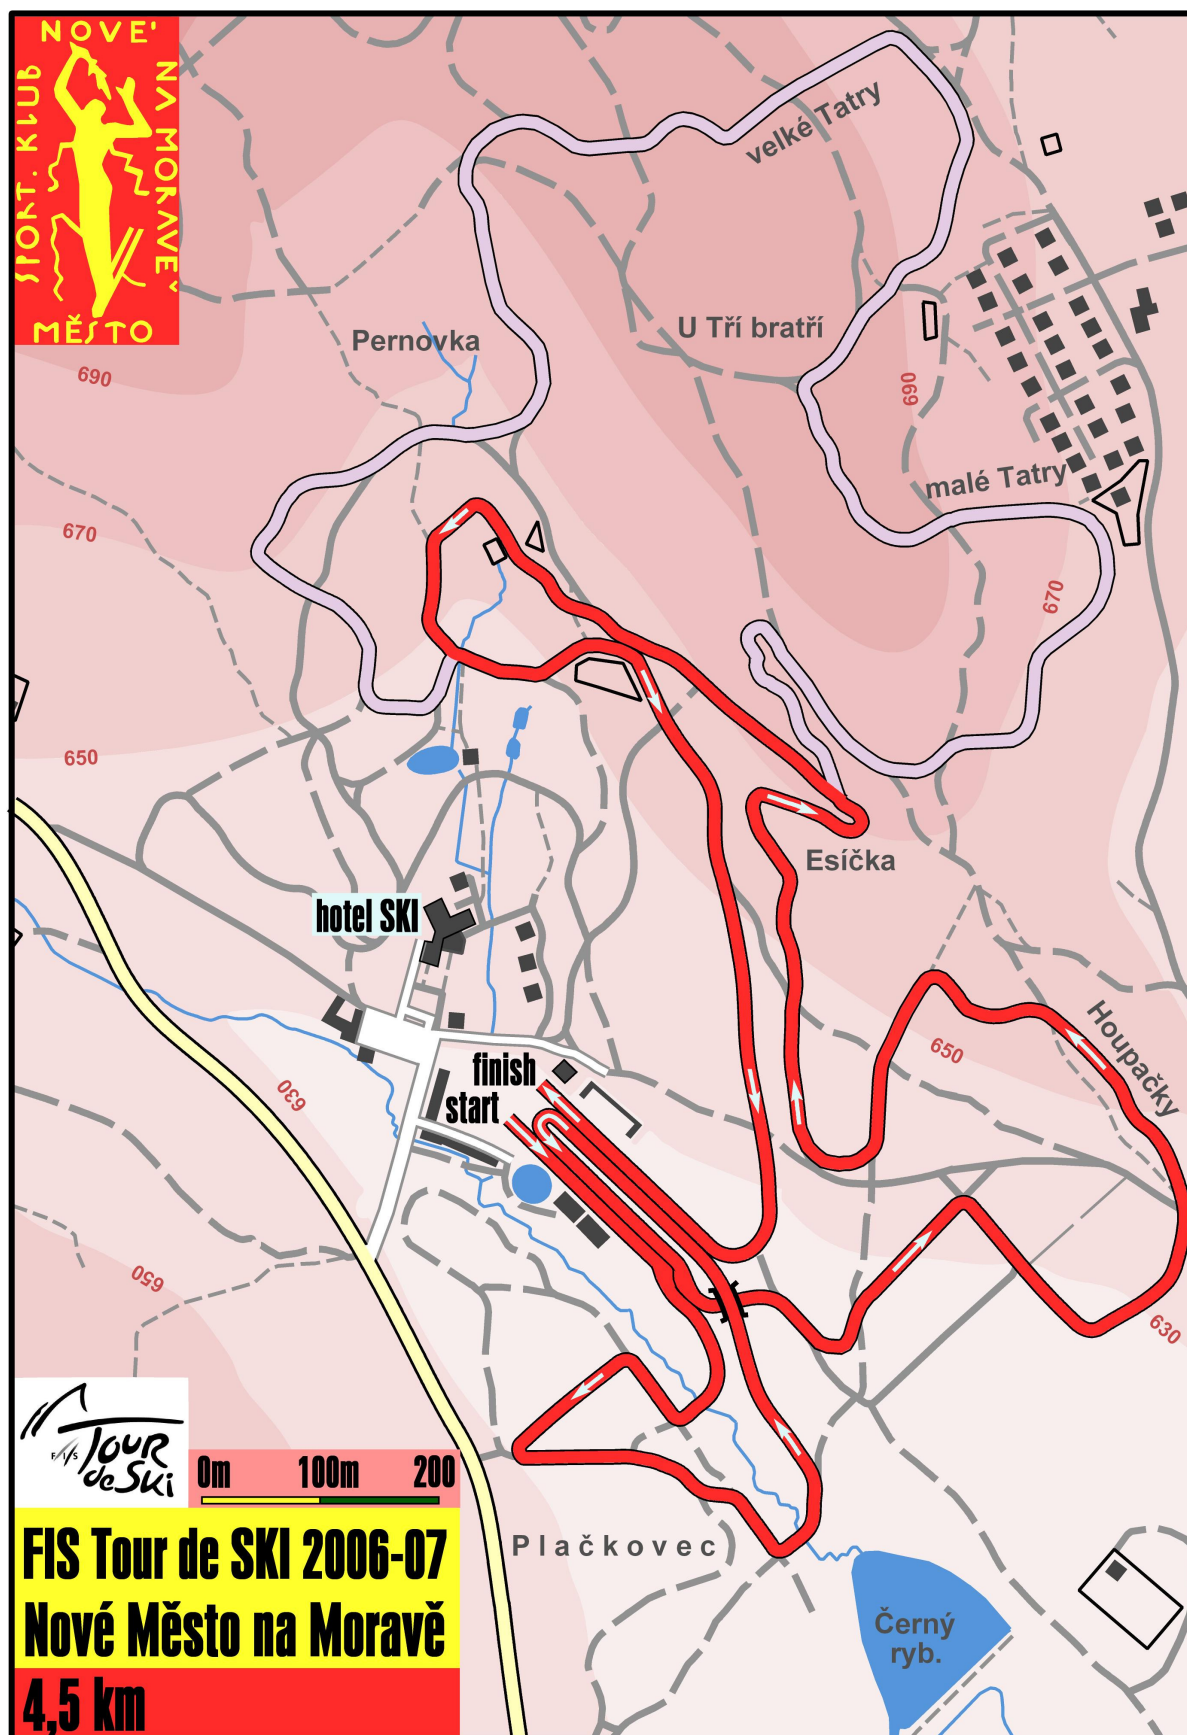 NOVE'
SPORT. KLUB
NA MORAVĚ
MĚSTO
velké Tatry
Pernovka
U Tří bratří
690
690
malé Tatry
670
670
650
Esíčka
hotel SKI
Houpačky
650
finish
start
630
650
630
FIS
TOUR
de Ski
0m 100m 200
Plačkovec
FIS Tour de SKI 2006-07
Nové Město na Moravě
4,5 km
Černý
ryb.